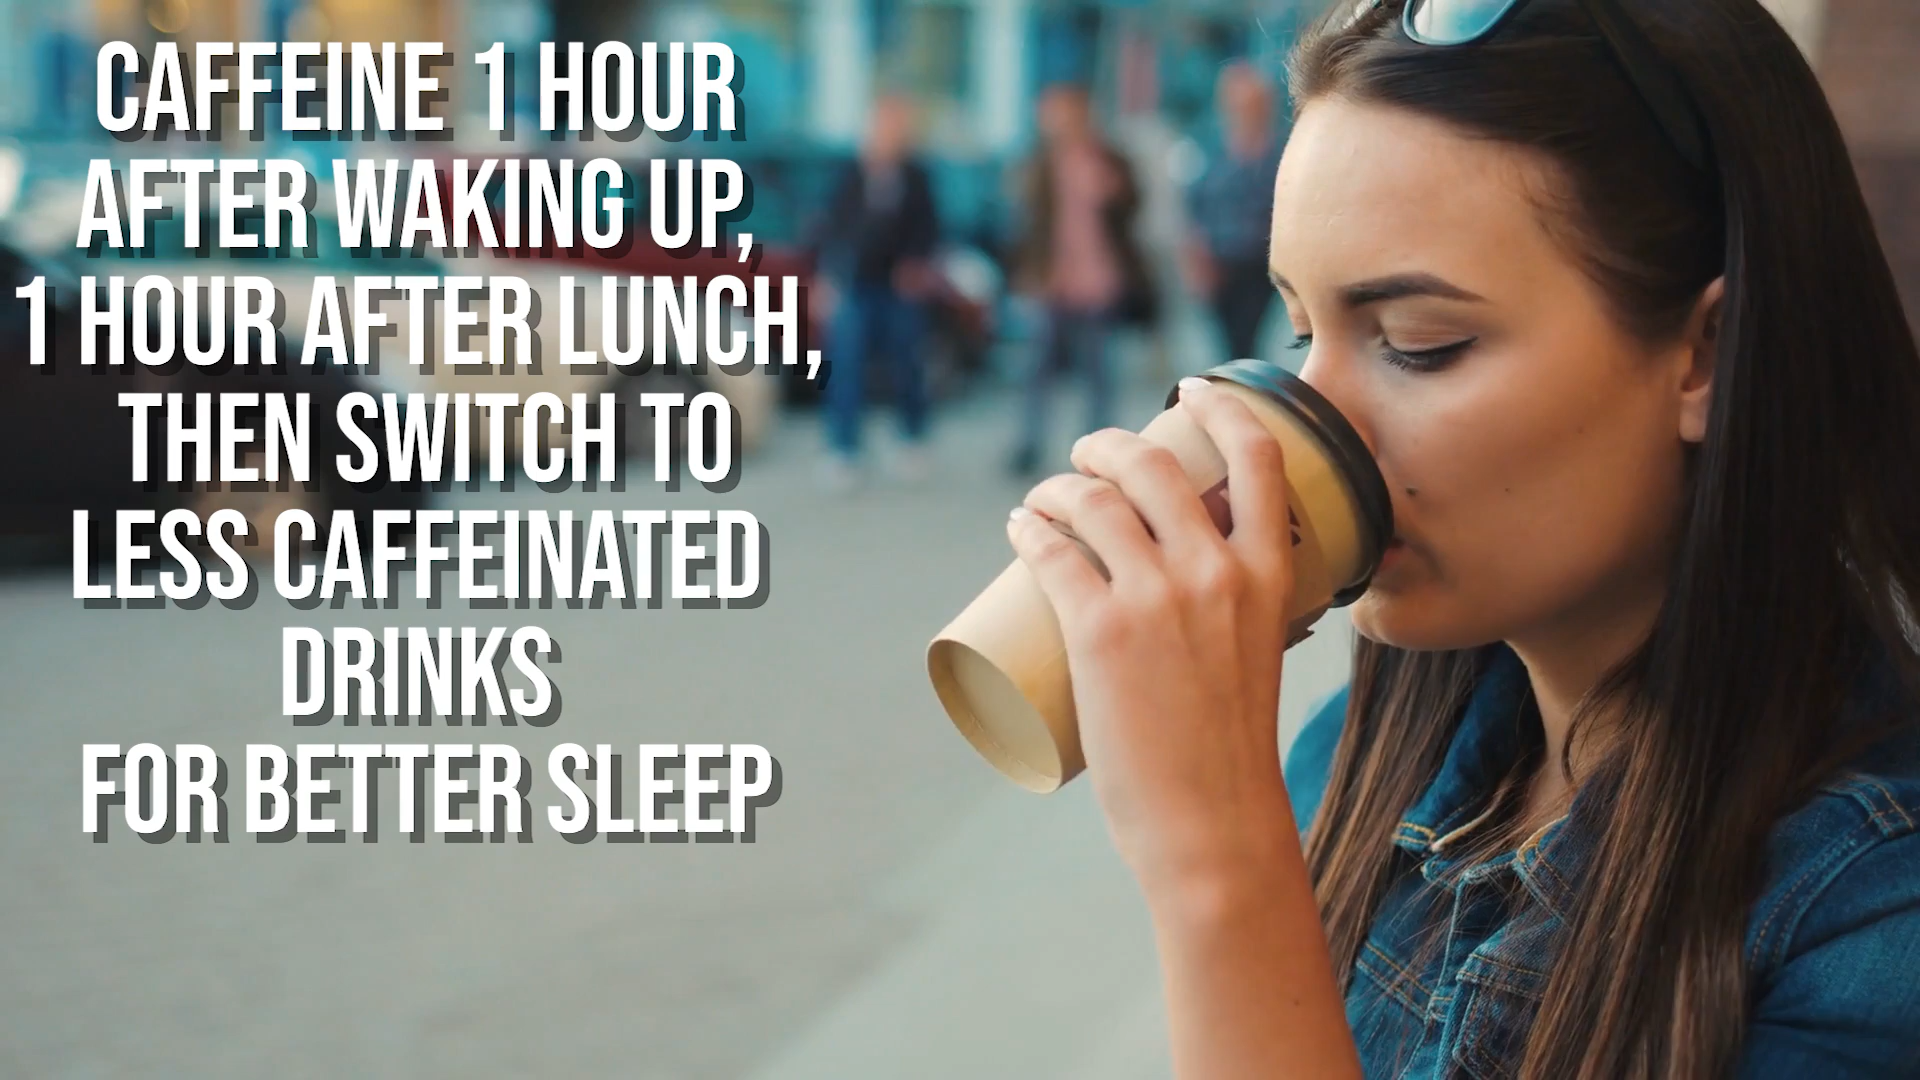 CAFFEINE 1 HOUR
AFTER WAKING UP,
1 HOUR AFTER LUNCH,
THEN SWITCH TO
LESS CAFFEINATED
DRINKS
FOR BETTER SLEEP